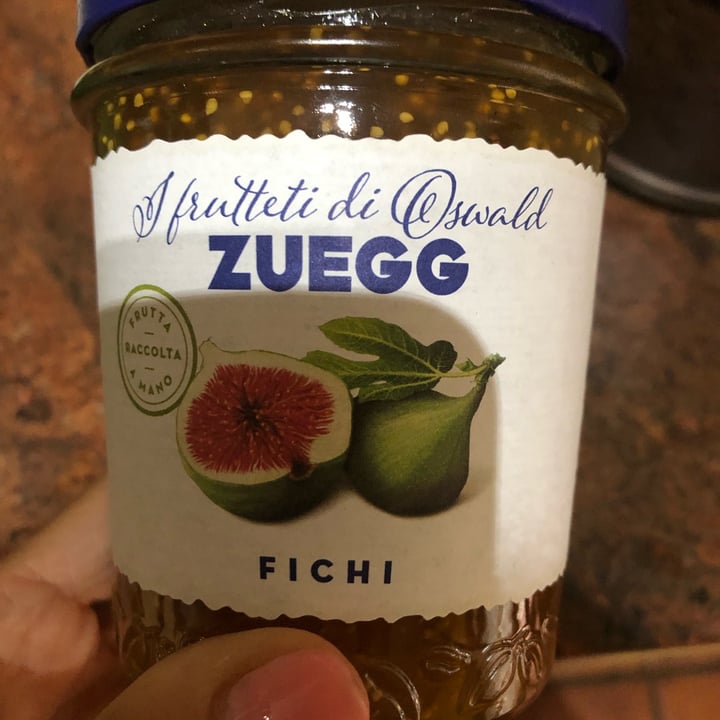 I frutteti di Oswald
ZUEGG
FRUTTA
RACCOLTA
A MANO
FICHI